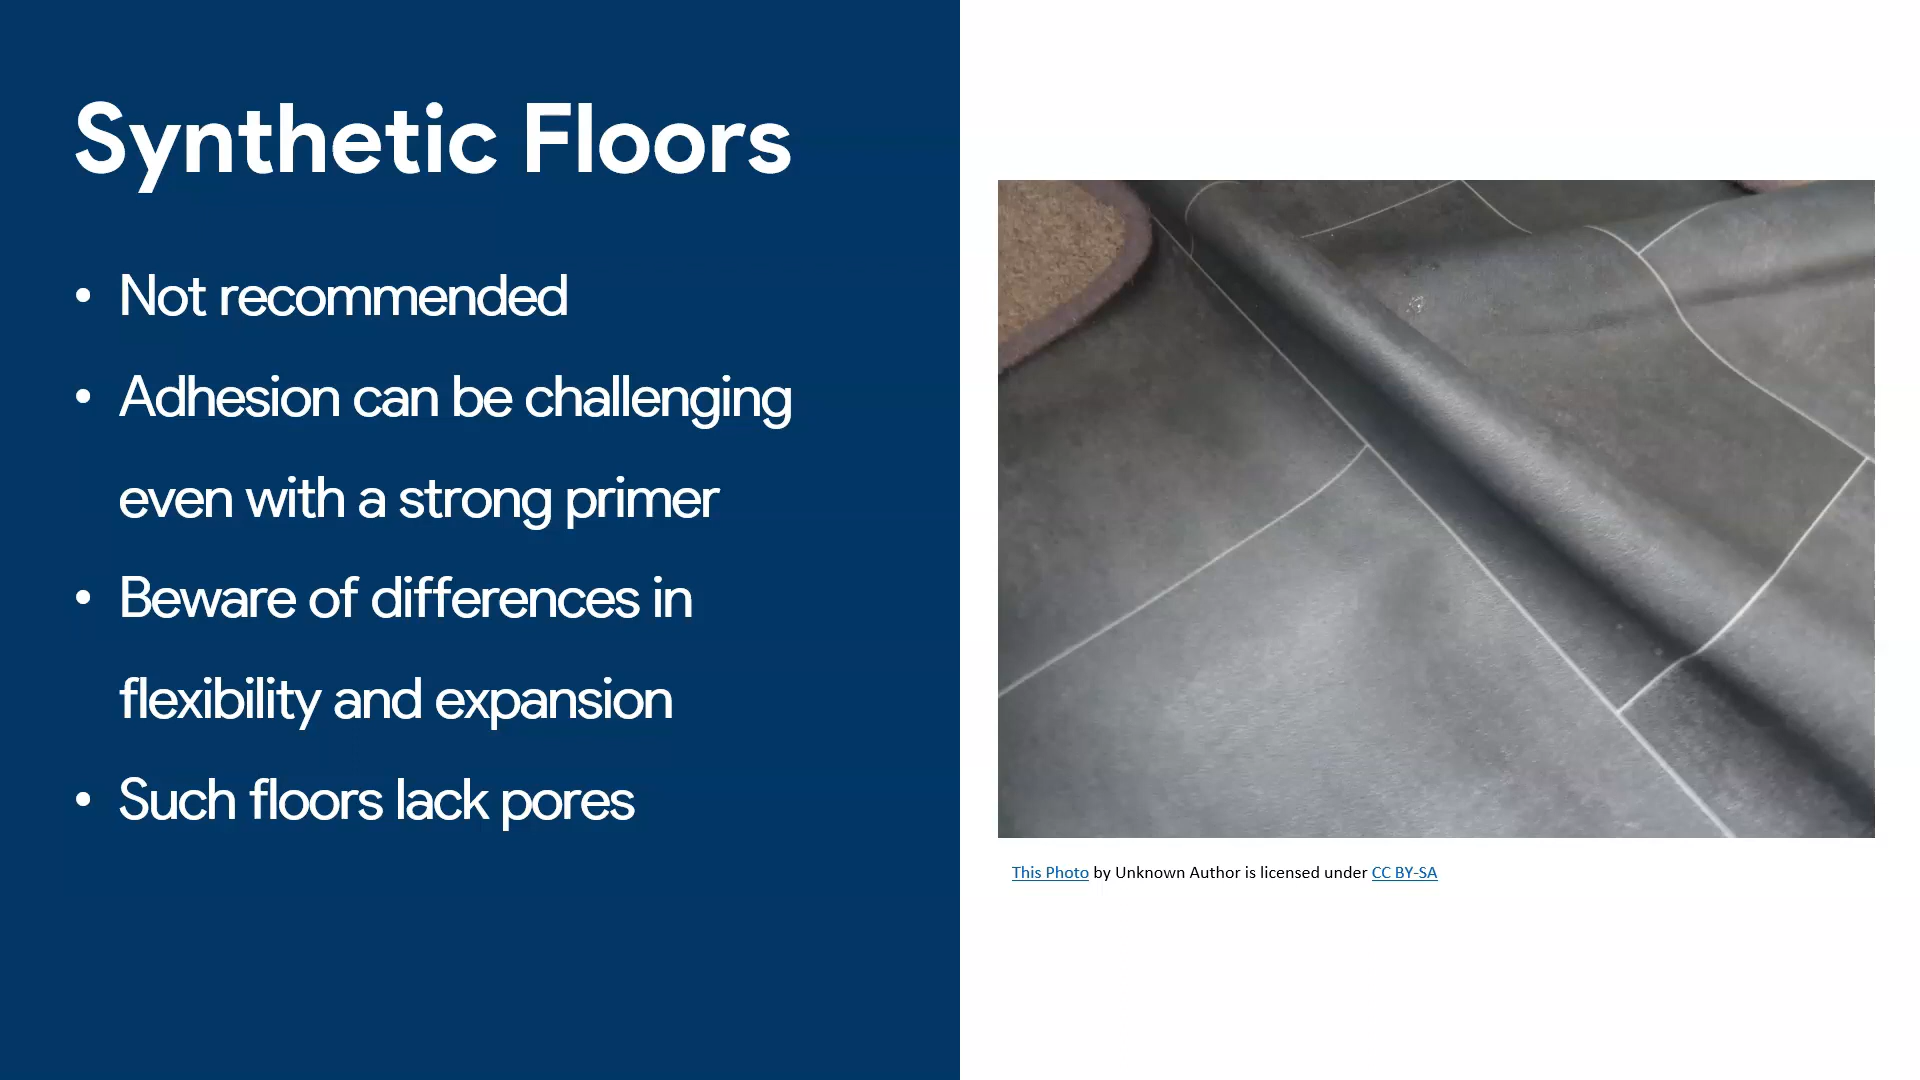 Synthetic Floors
• Not recommended
• Adhesion can be challenging
even with a strong primer
• Beware of differences in
flexibility and expansion
• Such floors lack pores
This Photo by Unknown Author is licensed under CC BY-SA